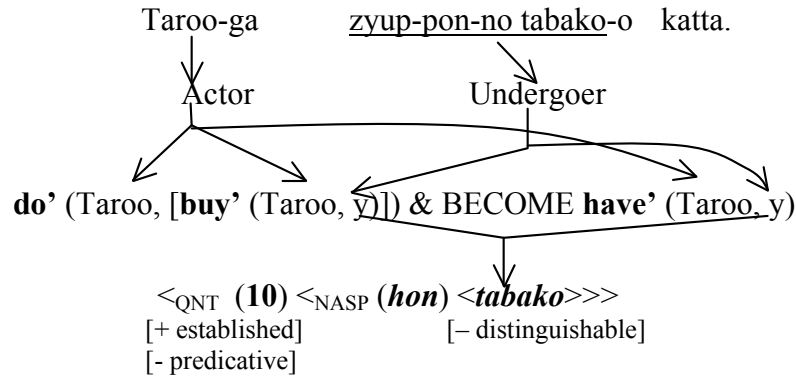 Taroo-ga zyup-pon-no tabako-o katta.
Actor Undergoer
do’ (Taroo, [buy’ (Taroo, y)]) & BECOME have’ (Taroo, y)
<QNT (10) <NASP (hon) <tabako>>>
[+ established] [– distinguishable]
[- predicative]